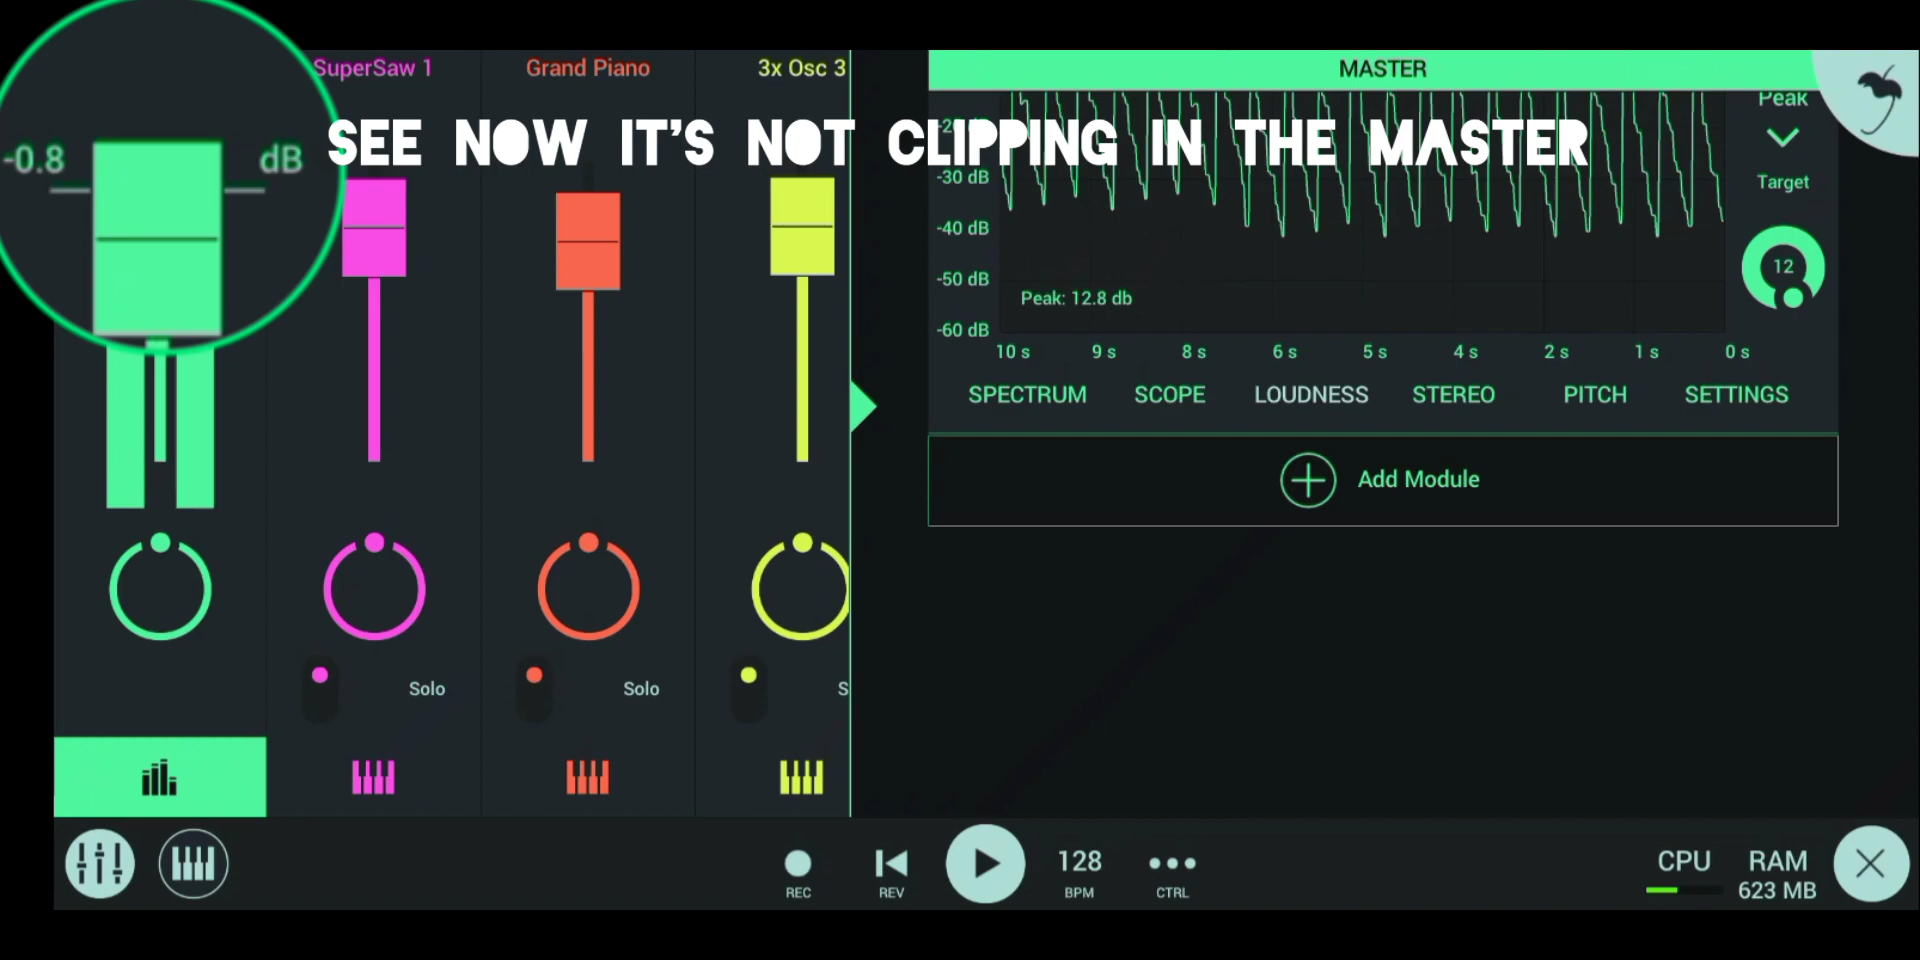 SuperSaw 1
Grand Piano
3x Osc 3
MASTER
Peak
-0.8 dB
SEE NOW IT'S NOT CLIPPING IN THE MASTER
-30 dB
Target
-40 dB
12
-50 dB
Peak: 12.8 db
-60 dB
10 s 9 s 8 s 6 s 5 s 4 s 2 s 1 s 0 s
SPECTRUM SCOPE LOUDNESS STEREO PITCH SETTINGS
Add Module
Solo Solo S
128 CPU RAM
REC REV BPM CTRL 623 MB